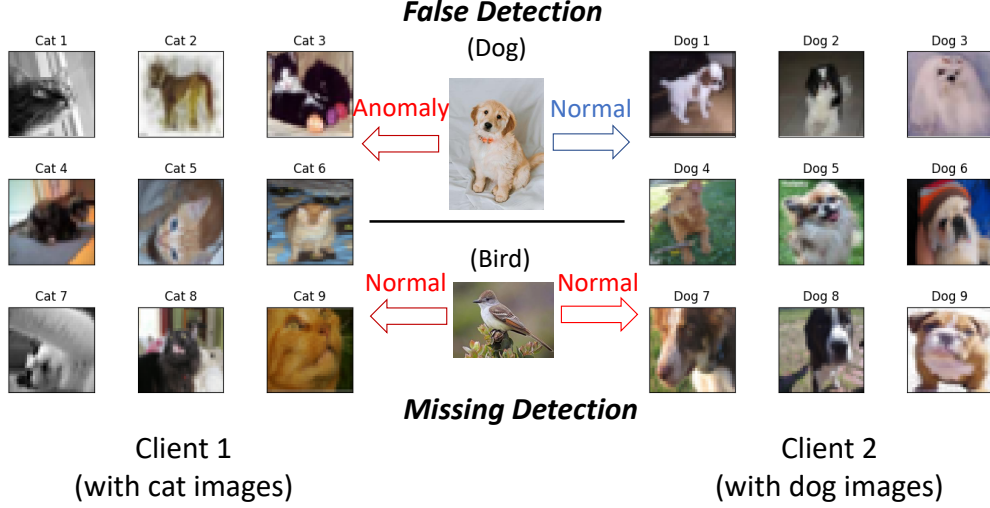 False Detection
(Dog)
Cat 1
Cat 2
Cat 3
Anomaly
Normal
Dog 1
Dog 2
Dog 3
Cat 4
Cat 5
Cat 6
Dog 4
Dog 5
Dog 6
(Bird)
Normal
Normal
Cat 7
Cat 8
Cat 9
Dog 7
Dog 8
Dog 9
Missing Detection
Client 1
(with cat images)
Client 2
(with dog images)